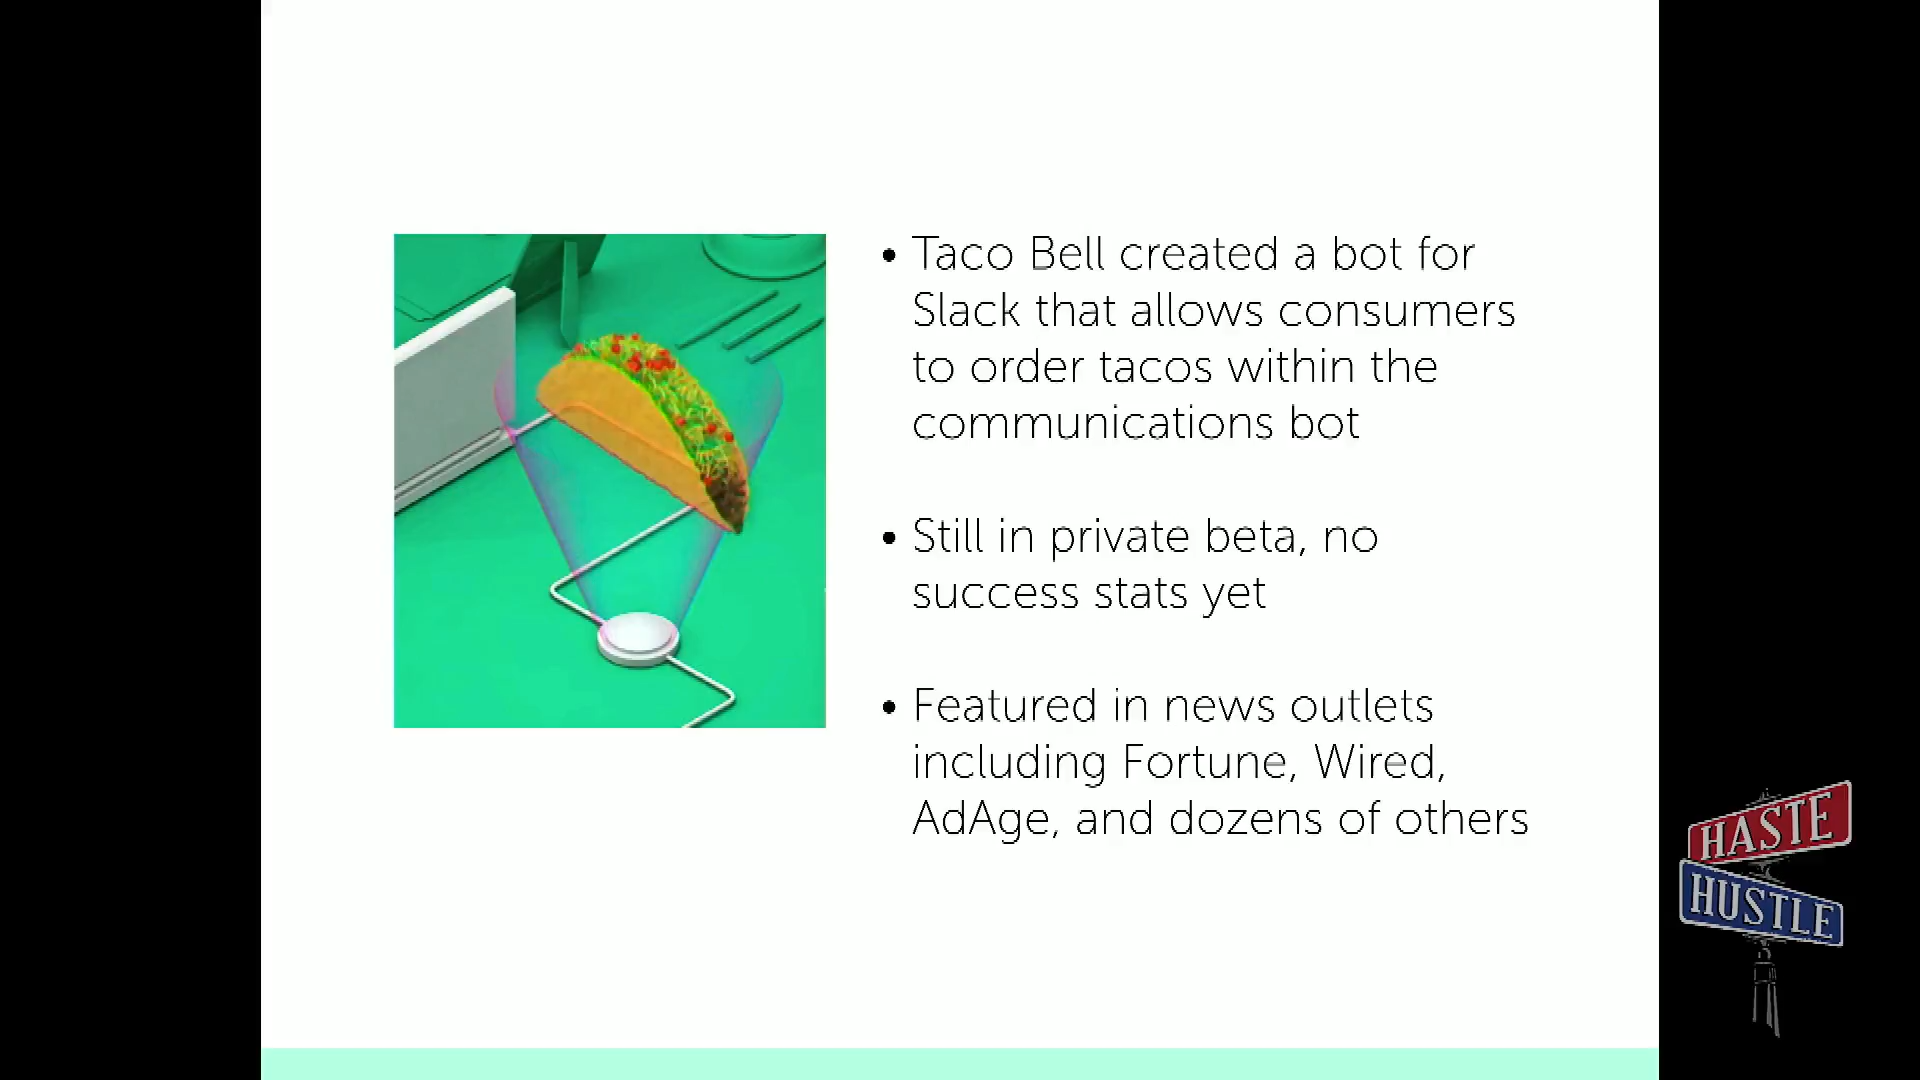 • Taco Bell created a bot for
Slack that allows consumers
to order tacos within the
communications bot
• Still in private beta, no
success stats yet
• Featured in news outlets
including Fortune, Wired,
AdAge, and dozens of others
HASTE
HUSTLE